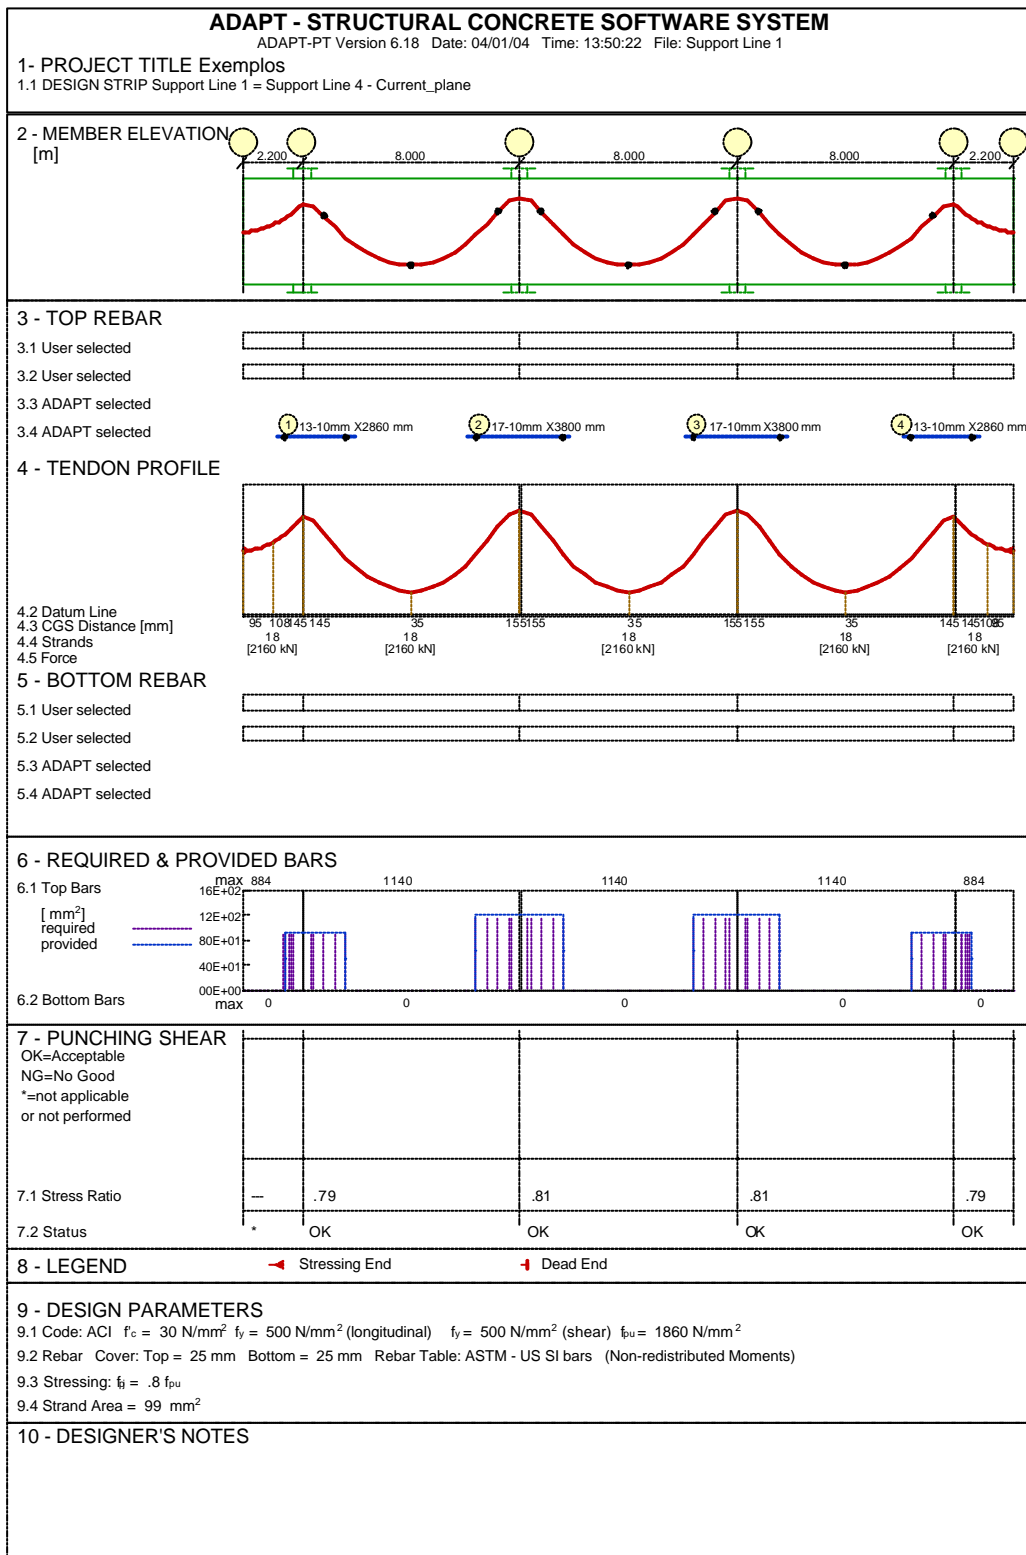 ADAPT - STRUCTURAL CONCRETE SOFTWARE SYSTEM
ADAPT-PT Version 6.18 Date: 04/01/04 Time: 13:50:22 File: Support Line 1
1- PROJECT TITLE Exemplos
1.1 DESIGN STRIP Support Line 1 = Support Line 4 - Current_plane
2 - MEMBER ELEVATION
[m]
2.200 8.000 8.000 8.000 2.200
3 - TOP REBAR
3.1 User selected
3.2 User selected
3.3 ADAPT selected
3.4 ADAPT selected
1 13-10mm X2860 mm 2 17-10mm X3800 mm 3 17-10mm X3800 mm 4 13-10mm X2860 mm
4 - TENDON PROFILE
4.2 Datum Line
4.3 CGS Distance [mm]
95 108 145 145 35 155 155 35 155 155 35 145 145 108 95
4.4 Strands
18 18 18 18 18
4.5 Force
[2160 kN] [2160 kN] [2160 kN] [2160 kN] [2160 kN]
5 - BOTTOM REBAR
5.1 User selected
5.2 User selected
5.3 ADAPT selected
5.4 ADAPT selected
6 - REQUIRED & PROVIDED BARS
6.1 Top Bars
max 884 1140 1140 1140 884
[ mm²]
required
provided
16E+02
12E+02
80E+01
40E+01
00E+00
6.2 Bottom Bars
max 0 0 0 0 0
7 - PUNCHING SHEAR
OK=Acceptable
NG=No Good
*=not applicable
or not performed
7.1 Stress Ratio --- .79 .81 .81 .79
7.2 Status * OK OK OK OK
8 - LEGEND Stressing End Dead End
9 - DESIGN PARAMETERS
9.1 Code: ACI f'c = 30 N/mm² fy = 500 N/mm² (longitudinal) fy = 500 N/mm² (shear) fpu = 1860 N/mm²
9.2 Rebar Cover: Top = 25 mm Bottom = 25 mm Rebar Table: ASTM - US SI bars (Non-redistributed Moments)
9.3 Stressing: = .8 fpu
9.4 Strand Area = 99 mm²
10 - DESIGNER'S NOTES